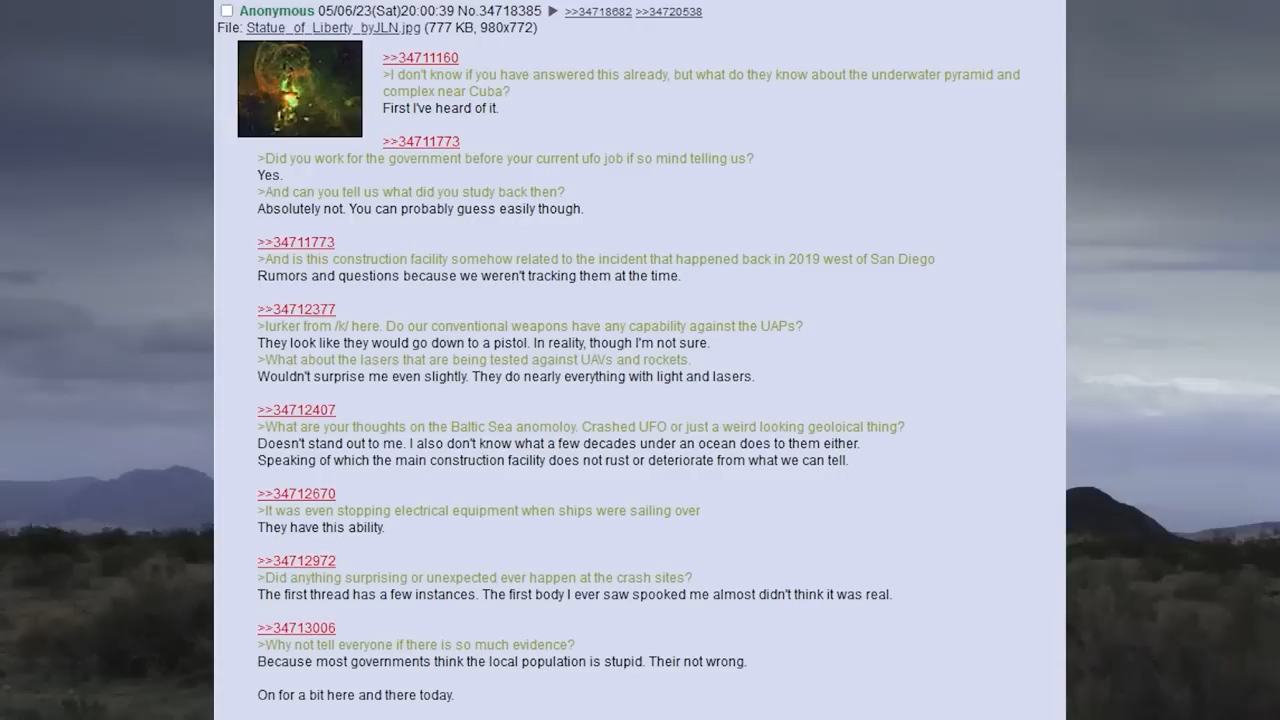 Anonymous 05/06/23(Sat)20:00:39 No.34718385 ▶ >>34718682 >>34720538
File: Statue_of_Liberty_byJLN.jpg (777 KB, 980x772)
>>34711160
>I don't know if you have answered this already, but what do they know about the underwater pyramid and
complex near Cuba?
First I've heard of it.
>>34711773
>Did you work for the government before your current ufo job if so mind telling us?
Yes.
>And can you tell us what did you study back then?
Absolutely not. You can probably guess easily though.
>>34711773
>And is this construction facility somehow related to the incident that happened back in 2019 west of San Diego
Rumors and questions because we weren't tracking them at the time.
>>34712377
>lurker from /k/ here. Do our conventional weapons have any capability against the UAPs?
They look like they would go down to a pistol. In reality, though I'm not sure.
>What about the lasers that are being tested against UAVs and rockets.
Wouldn't surprise me even slightly. They do nearly everything with light and lasers.
>>34712407
>What are your thoughts on the Baltic Sea anomoloy. Crashed UFO or just a weird looking geoloical thing?
Doesn't stand out to me. I also don't know what a few decades under an ocean does to them either.
Speaking of which the main construction facility does not rust or deteriorate from what we can tell.
>>34712670
>It was even stopping electrical equipment when ships were sailing over
They have this ability.
>>34712972
>Did anything surprising or unexpected ever happen at the crash sites?
The first thread has a few instances. The first body I ever saw spooked me almost didn't think it was real.
>>34713006
>Why not tell everyone if there is so much evidence?
Because most governments think the local population is stupid. Their not wrong.
On for a bit here and there today.